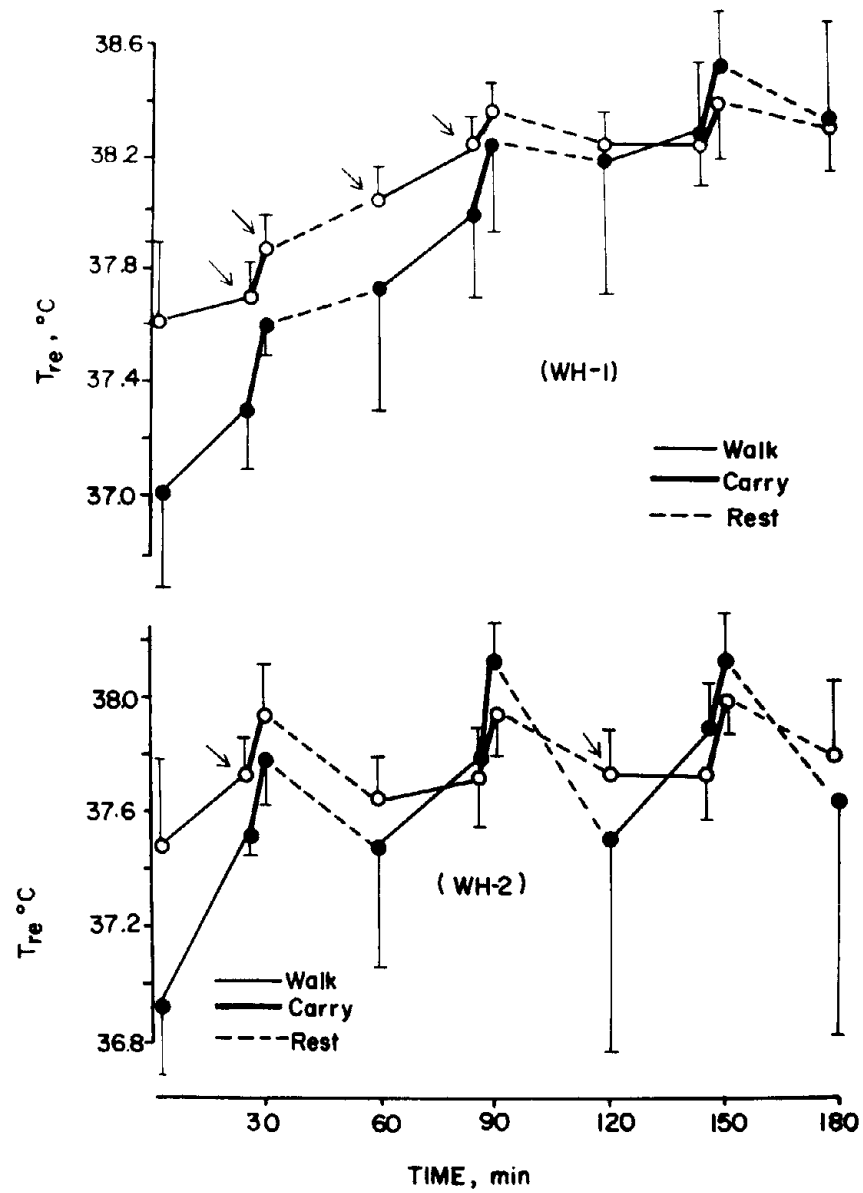 38.6
38.2
37.8
37.4
37.0
Tre, °C
(WH-1)
Walk
Carry
Rest
38.0
37.6
37.2
36.8
Tre °C
(WH-2)
Walk
Carry
Rest
30 60 90 120 150 180
TIME, min